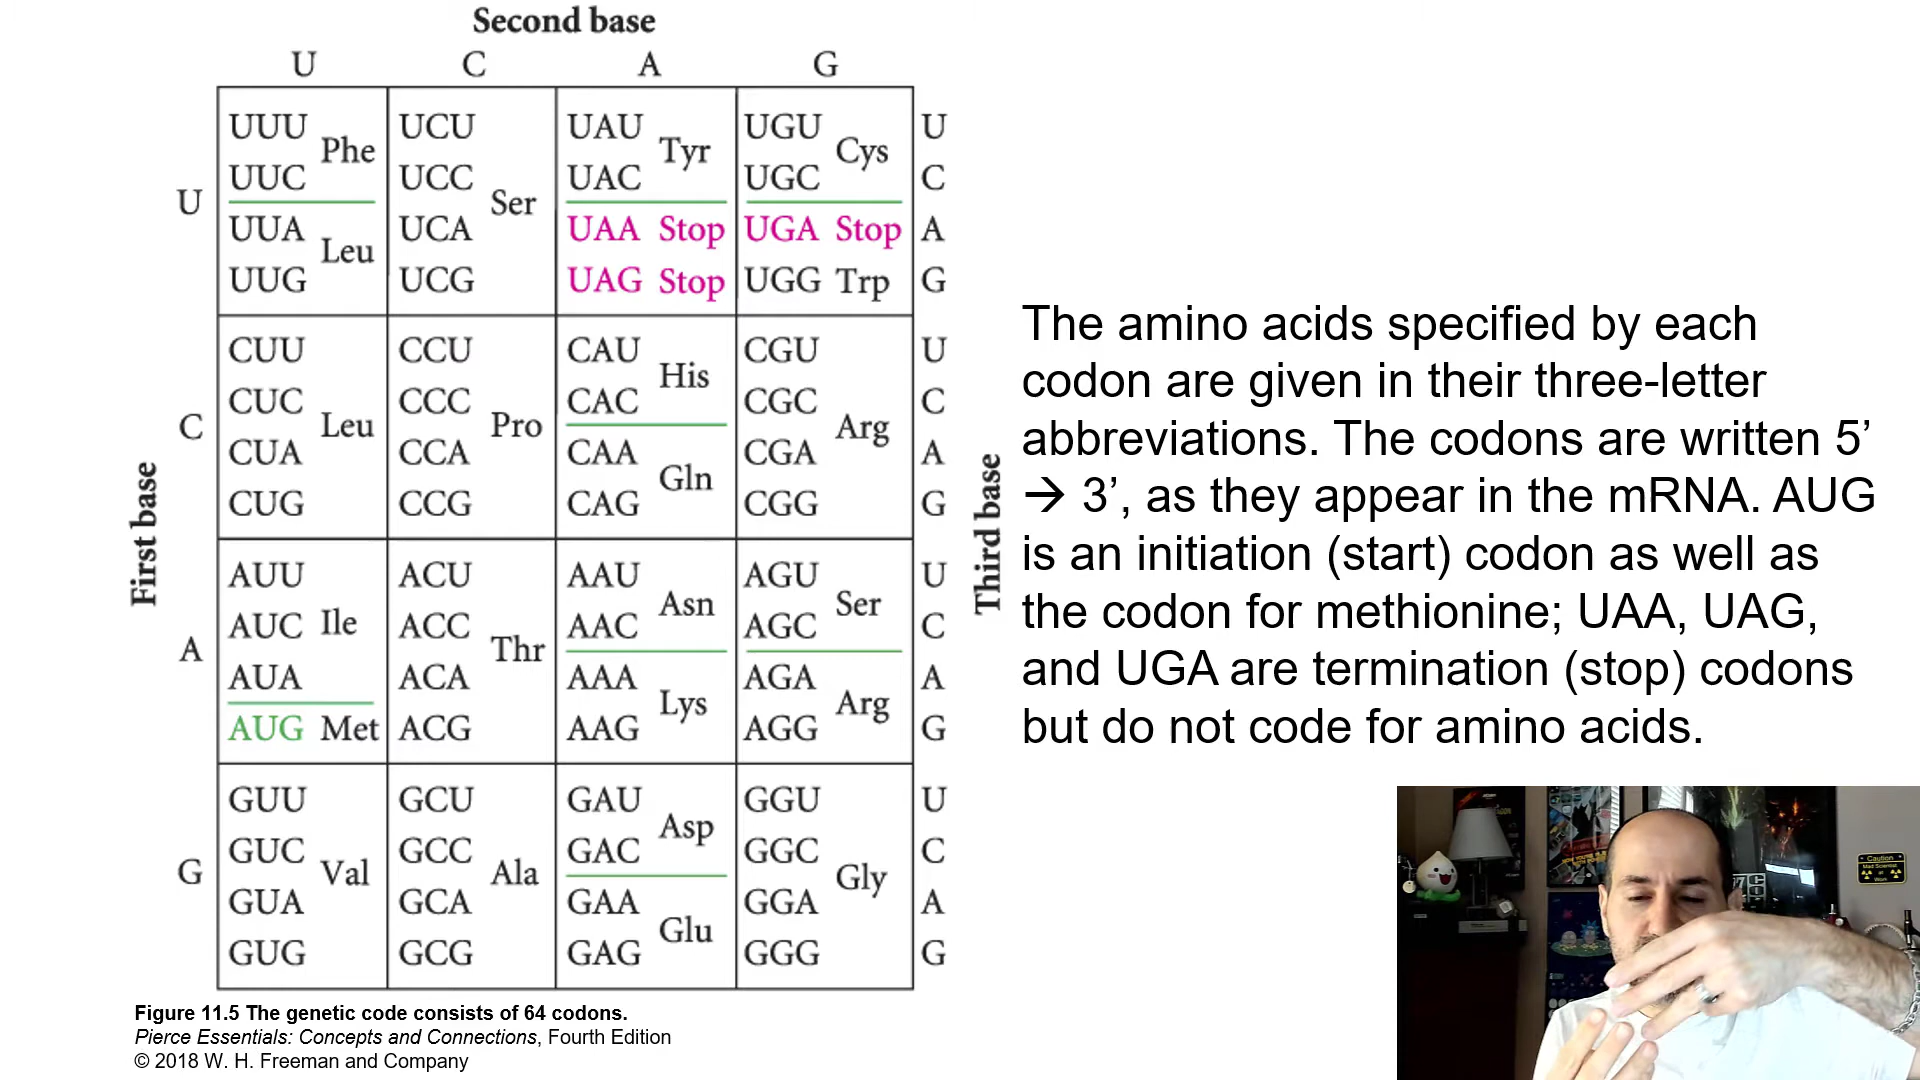 Second base
U C A G
UUU Phe UCU UAU Tyr UGU Cys U
UUC UCC UAC UGC C
U Ser
UUA Leu UCA UAA Stop UGA Stop A
UUG UCG UAG Stop UGG Trp G
CUU CCU CAU His CGU U
CUC CCC CAC CGC C
C Leu Pro Arg
CUA CCA CAA Gln CGA A
CUG CCG CAG CGG G
First base
Third base
AUU ACU AAU Asn AGU Ser U
AUC Ile ACC AAC AGC C
A Thr
AUA ACA AAA Lys AGA Arg A
AUG Met ACG AAG AGG G
GUU GCU GAU Asp GGU U
GUC GCC GAC GGC C
G Val Ala Gly
GUA GCA GAA Glu GGA A
GUG GCG GAG GGG G
Figure 11.5 The genetic code consists of 64 codons.
Pierce Essentials: Concepts and Connections, Fourth Edition
© 2018 W. H. Freeman and Company
The amino acids specified by each
codon are given in their three-letter
abbreviations. The codons are written 5’
→ 3’, as they appear in the mRNA. AUG
is an initiation (start) codon as well as
the codon for methionine; UAA, UAG,
and UGA are termination (stop) codons
but do not code for amino acids.
Caution
Mad Scientist
at
Work